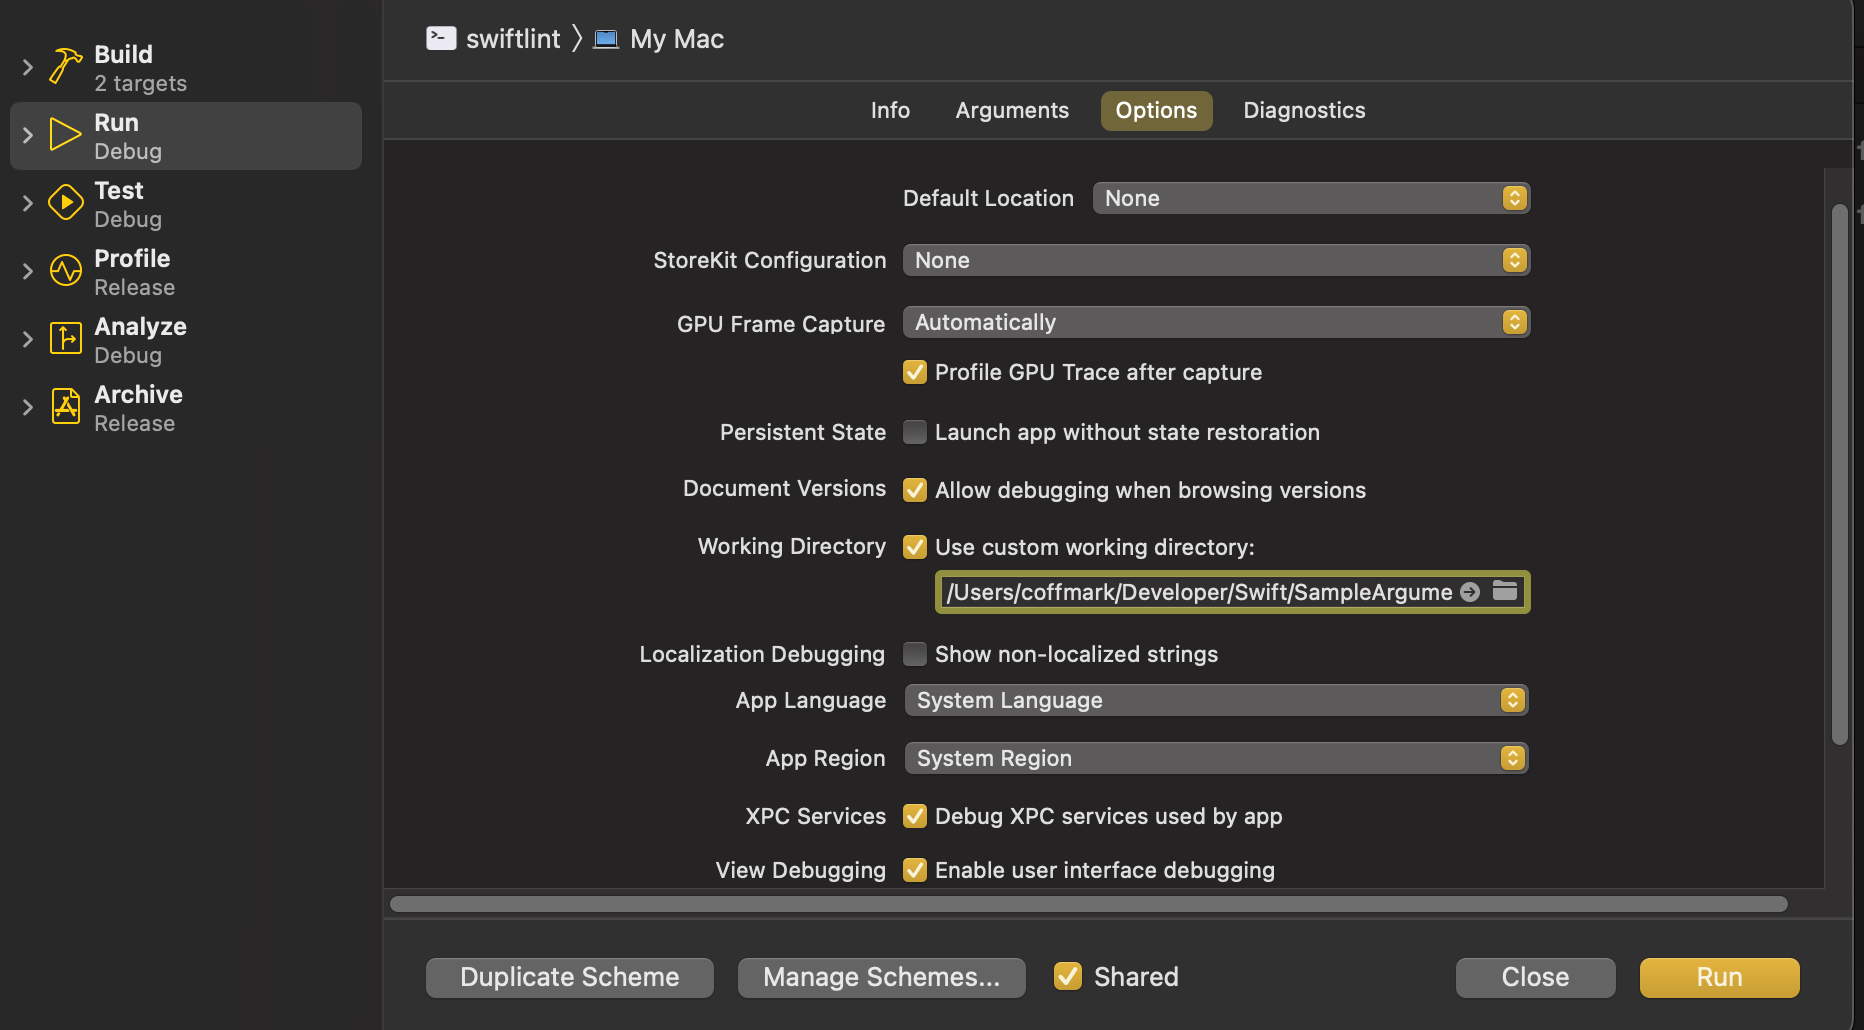 Build
2 targets
Run
Debug
Test
Debug
Profile
Release
Analyze
Debug
Archive
Release
swiftlint My Mac
Info Arguments Options Diagnostics
Default Location None
StoreKit Configuration None
GPU Frame Capture Automatically
Profile GPU Trace after capture
Persistent State Launch app without state restoration
Document Versions Allow debugging when browsing versions
Working Directory Use custom working directory:
/Users/coffmark/Developer/Swift/SampleArgume
Localization Debugging Show non-localized strings
App Language System Language
App Region System Region
XPC Services Debug XPC services used by app
View Debugging Enable user interface debugging
Duplicate Scheme Manage Schemes... Shared Close Run